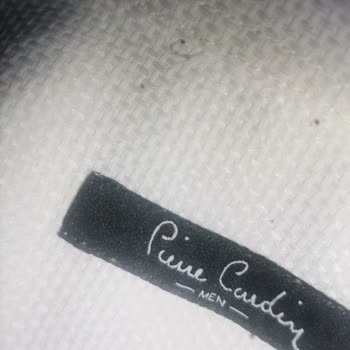 Pierre Cardin
— MEN —